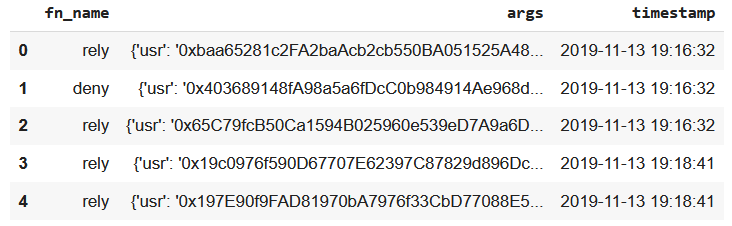 fn_name args timestamp
0 rely {'usr': '0xbaa65281c2FA2baAcb2cb550BA051525A48... 2019-11-13 19:16:32
1 deny {'usr': '0x403689148fA98a5a6fDcC0b984914Ae968d... 2019-11-13 19:16:32
2 rely {'usr': '0x65C79fcB50Ca1594B025960e539eD7A9a6D... 2019-11-13 19:16:32
3 rely {'usr': '0x19c0976f590D67707E62397C87829d896Dc... 2019-11-13 19:18:41
4 rely {'usr': '0x197E90f9FAD81970bA7976f33CbD77088E5... 2019-11-13 19:18:41